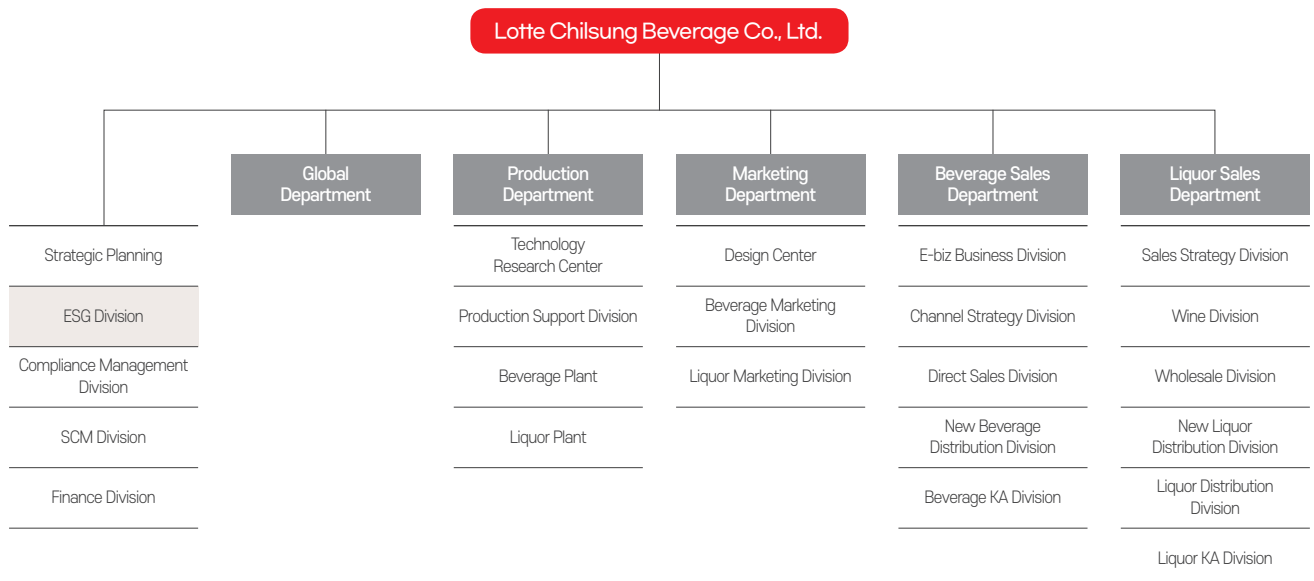 Lotte Chilsung Beverage Co., Ltd.
Strategic Planning
ESG Division
Compliance Management
Division
SCM Division
Finance Division
Global
Department
Production
Department
Technology
Research Center
Production Support Division
Beverage Plant
Liquor Plant
Marketing
Department
Design Center
Beverage Marketing
Division
Liquor Marketing Division
Beverage Sales
Department
E-biz Business Division
Channel Strategy Division
Direct Sales Division
New Beverage
Distribution Division
Beverage KA Division
Liquor Sales
Department
Sales Strategy Division
Wine Division
Wholesale Division
New Liquor
Distribution Division
Liquor Distribution
Division
Liquor KA Division